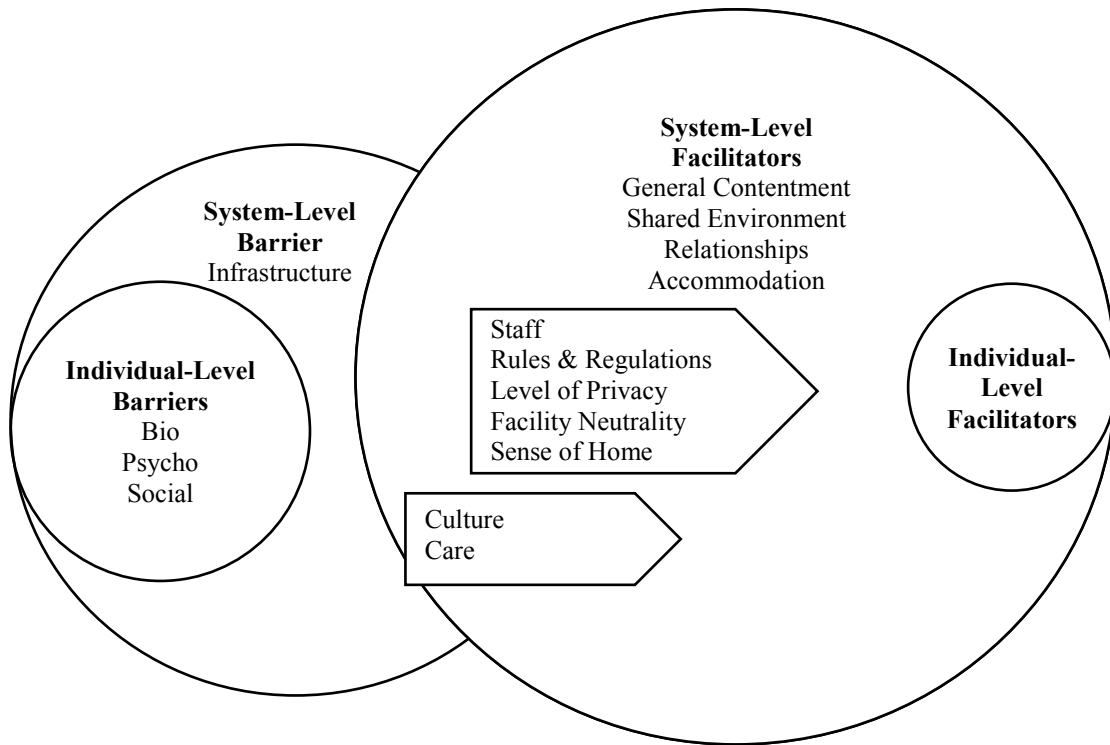 System-Level
Barrier
Infrastructure
Individual-Level
Barriers
Bio
Psycho
Social
System-Level
Facilitators
General Contentment
Shared Environment
Relationships
Accommodation
Staff
Rules & Regulations
Level of Privacy
Facility Neutrality
Sense of Home
Culture
Care
Individual-
Level
Facilitators